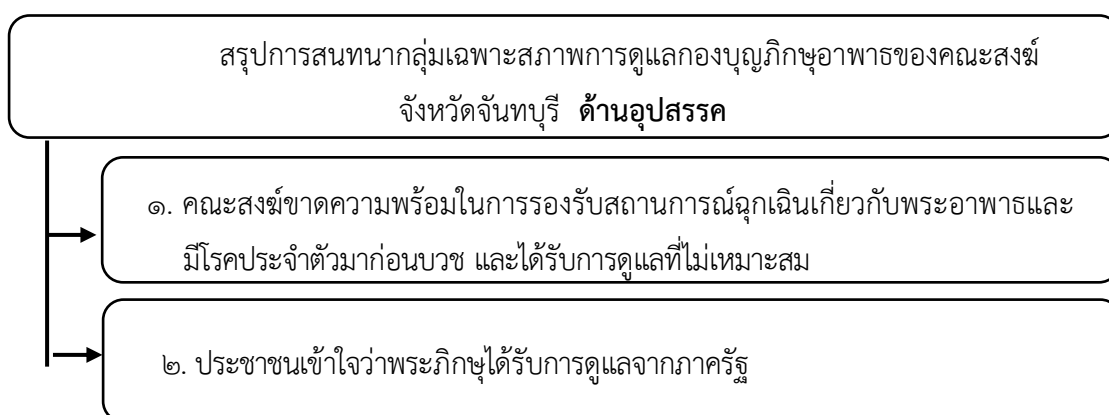 สรุปการสนทนากลุ่มเฉพาะสภาพการดูแลกองบุญภิกษุอาพาธของคณะสงฆ์
จังหวัดจันทบุรี ด้านอุปสรรค
๑. คณะสงฆ์ขาดความพร้อมในการรองรับสถานการณ์ฉุกเฉินเกี่ยวกับพระอาพาธและ
มีโรคประจำตัวมาก่อนบวช และได้รับการดูแลที่ไม่เหมาะสม
๒. ประชาชนเข้าใจว่าพระภิกษุได้รับการดูแลจากภาครัฐ